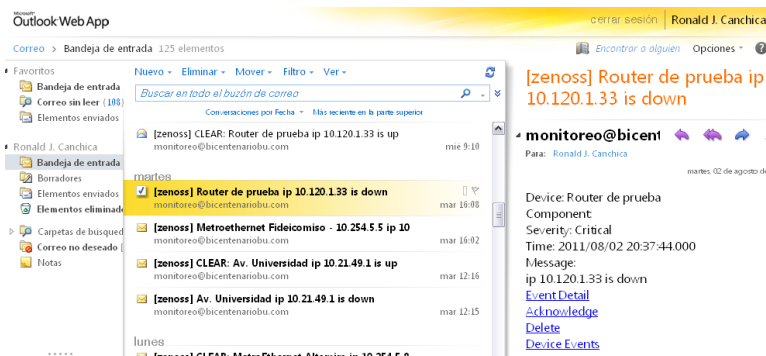 Microsoft
Outlook Web App
cerrar sesión
Ronald J. Canchica
Correo > Bandeja de entrada 125 elementos
Encontrar a alguien
Opciones
Favoritos
Bandeja de entrada
Correo sin leer (108)
Elementos enviados
Ronald J. Canchica
Bandeja de entrada
Borradores
Elementos enviados
Elementos eliminad
Carpetas de búsqued
Correo no deseado [
Notas
Nuevo Eliminar Mover Filtro Ver
Buscar en todo el buzón de correo
Conversaciones por Fecha Más reciente en la parte superior
[zenoss] CLEAR: Router de prueba ip 10.120.1.33 is up
monitoreo@bicentenariobu.com mié 9:10
martes
[zenoss] Router de prueba ip 10.120.1.33 is down
monitoreo@bicentenariobu.com mar 16:08
[zenoss] Metroethernet Fideicomiso - 10.254.5.5 ip 10
monitoreo@bicentenariobu.com mar 16:02
[zenoss] CLEAR: Av. Universidad ip 10.21.49.1 is up
monitoreo@bicentenariobu.com mar 12:16
[zenoss] Av. Universidad ip 10.21.49.1 is down
monitoreo@bicentenariobu.com mar 12:15
lunes
[zenoss] Router de prueba ip
10.120.1.33 is down
monitoreo@bicent
Para: Ronald J. Canchica
martes, 02 de agosto de
Device: Router de prueba
Component:
Severity: Critical
Time: 2011/08/02 20:37:44.000
Message:
ip 10.120.1.33 is down
Event Detail
Acknowledge
Delete
Device Events